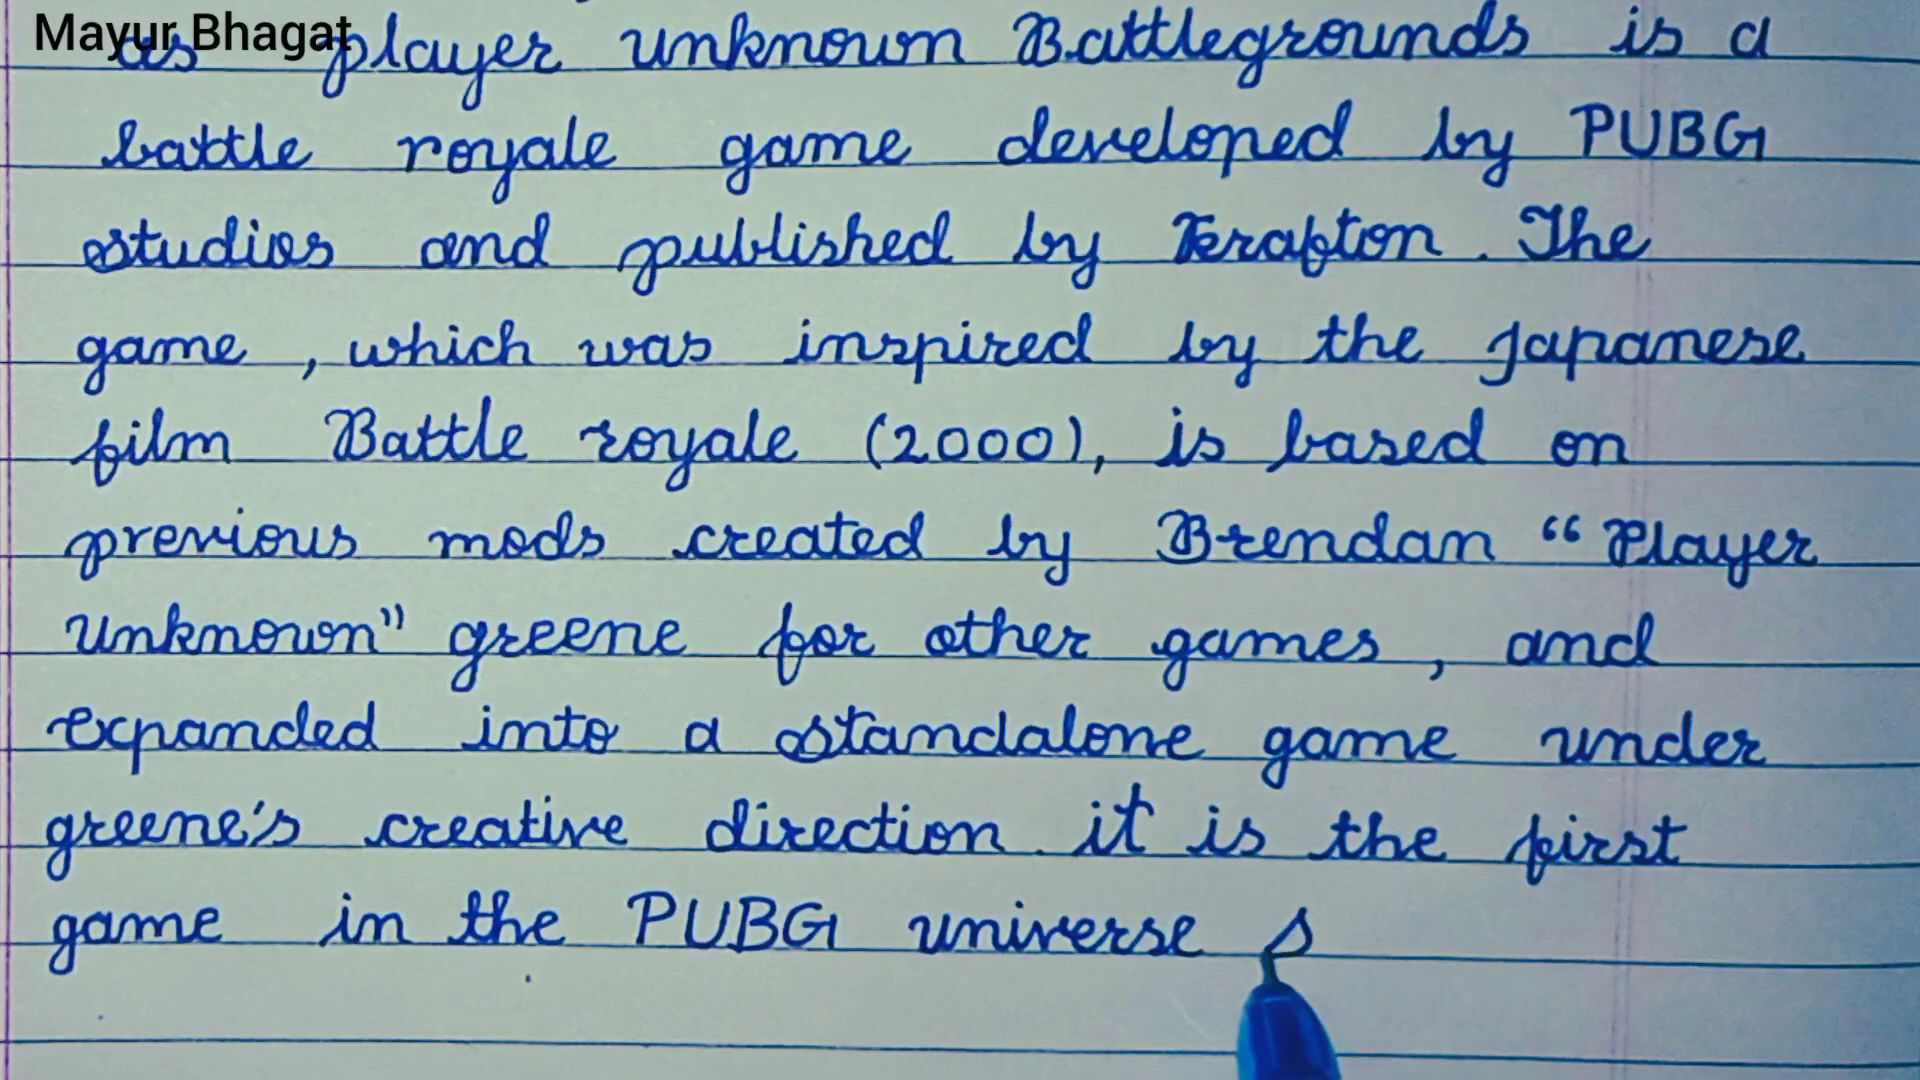 Mayur Bhagat
as player unknown Battlegrounds is a
battle royale game developed by PUBG
studios and published by Krafton. The
game, which was inspired by the Japanese
film Battle royale (2000), is based on
previous mods created by Brendan “Player
Unknown” greene for other games, and
expanded into a standalone game under
greene's creative direction. it is the first
game in the PUBG universe s